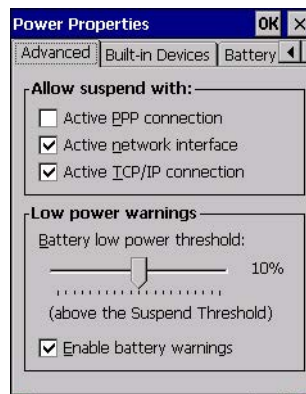 Power Properties OK ×
Advanced Built-in Devices Battery
Allow suspend with:
Active PPP connection
Active network interface
Active TCP/IP connection
Low power warnings
Battery low power threshold:
10%
(above the Suspend Threshold)
Enable battery warnings